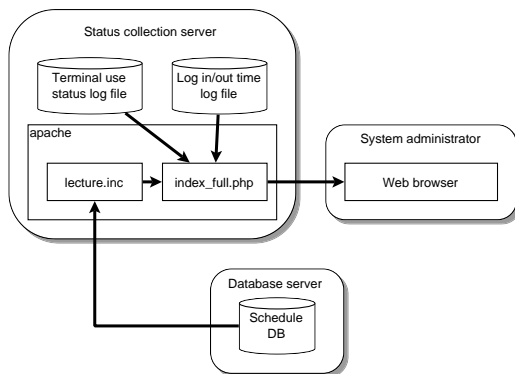 Status collection server
Terminal use
status log file
Log in/out time
log file
apache
lecture.inc
index_full.php
System administrator
Web browser
Database server
Schedule
DB